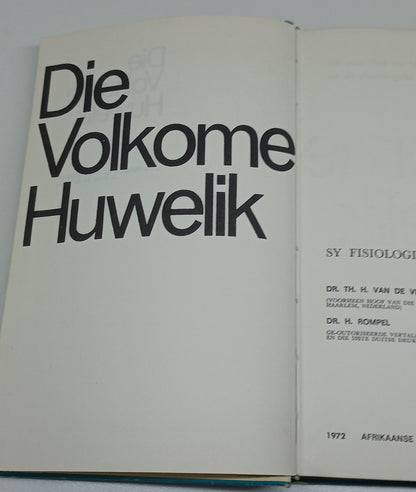 Die
Volkome
Huwelik
SY FISIOLOGI
DR. TH. H. VAN DE V
(VOORHEEN HOOF VAN DIE
HAARLEM, NEDERLAND)
DR. H. ROMPEL
GE-OUTORISEERDE VERTAL
EN DIE 55STE DUITSE DRUK
1972 AFRIKAANSE